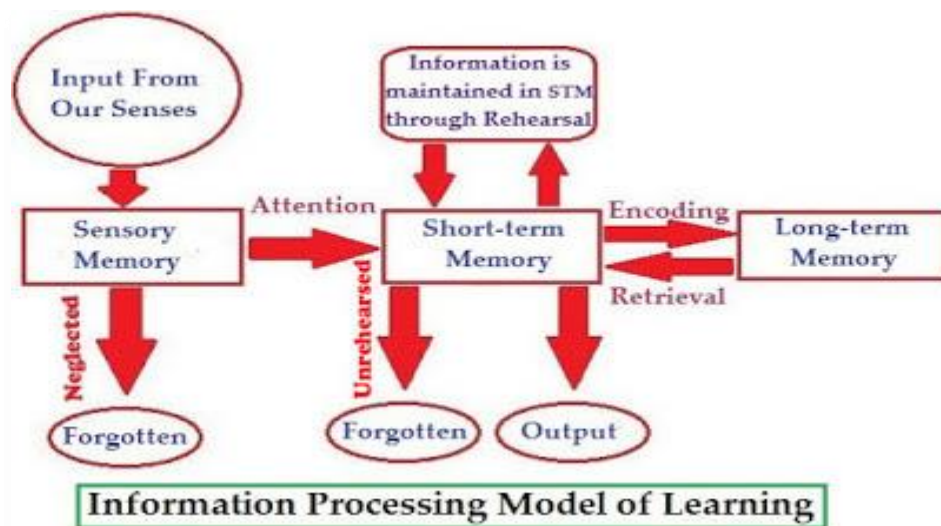 Input From
Our Senses
Information is
maintained in STM
through Rehearsal
Attention
Encoding
Sensory
Memory
Short-term
Memory
Long-term
Memory
Retrieval
Neglected
Unrehearsed
Forgotten
Forgotten
Output
Information Processing Model of Learning